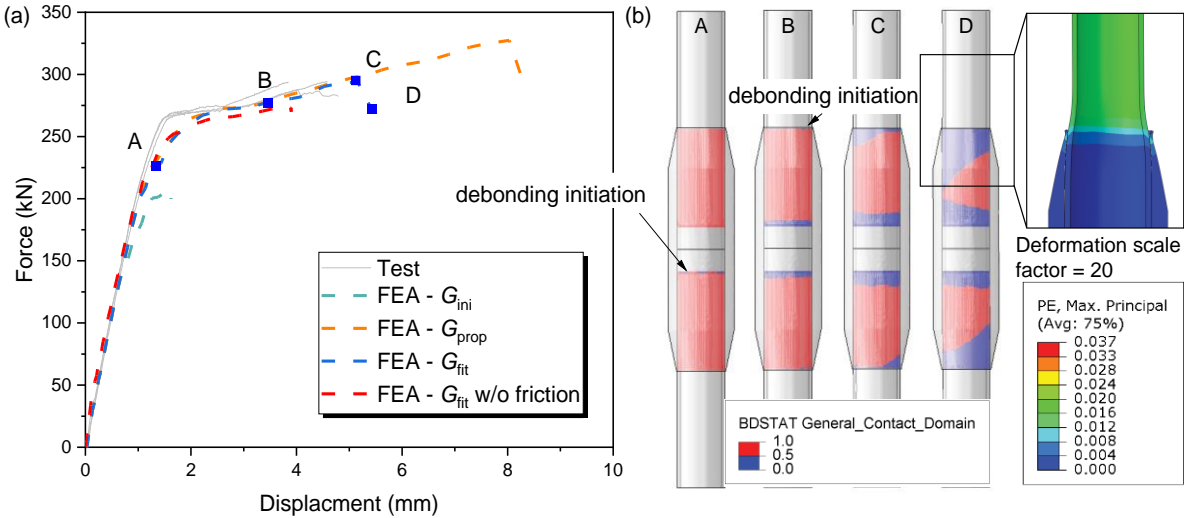 (a)
400
350
300
250
200
150
100
50
0
Force (kN)
0
2
4
6
8
10
Displacment (mm)
A
B
C
D
Test
FEA - Gini
FEA - Gprop
FEA - Gfit
FEA - Gfit w/o friction
(b)
A
B
C
D
debonding initiation
debonding initiation
BDSTAT General_Contact_Domain
1.0
0.5
0.0
Deformation scale
factor = 20
PE, Max. Principal
(Avg: 75%)
0.037
0.033
0.028
0.024
0.020
0.016
0.012
0.008
0.004
0.000